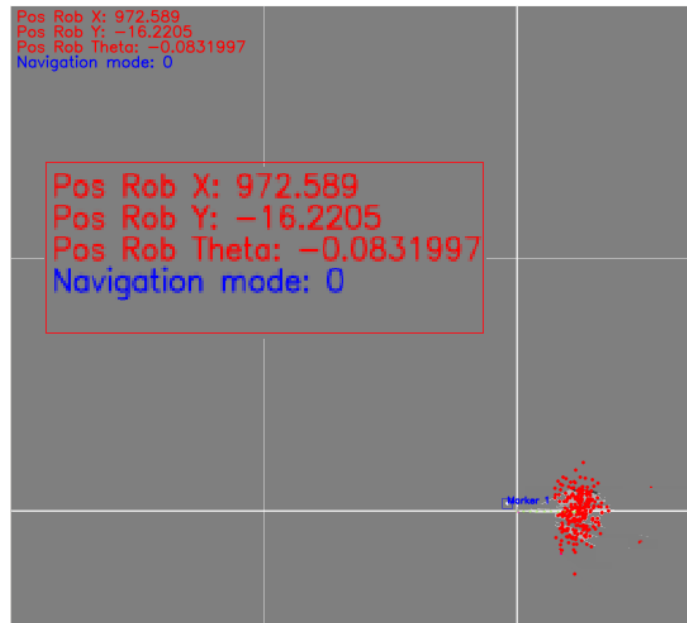 Pos Rob X: 972.589
Pos Rob Y: -16.2205
Pos Rob Theta: -0.0831997
Navigation mode: 0
Pos Rob X: 972.589
Pos Rob Y: -16.2205
Pos Rob Theta: -0.0831997
Navigation mode: 0
Marker 1